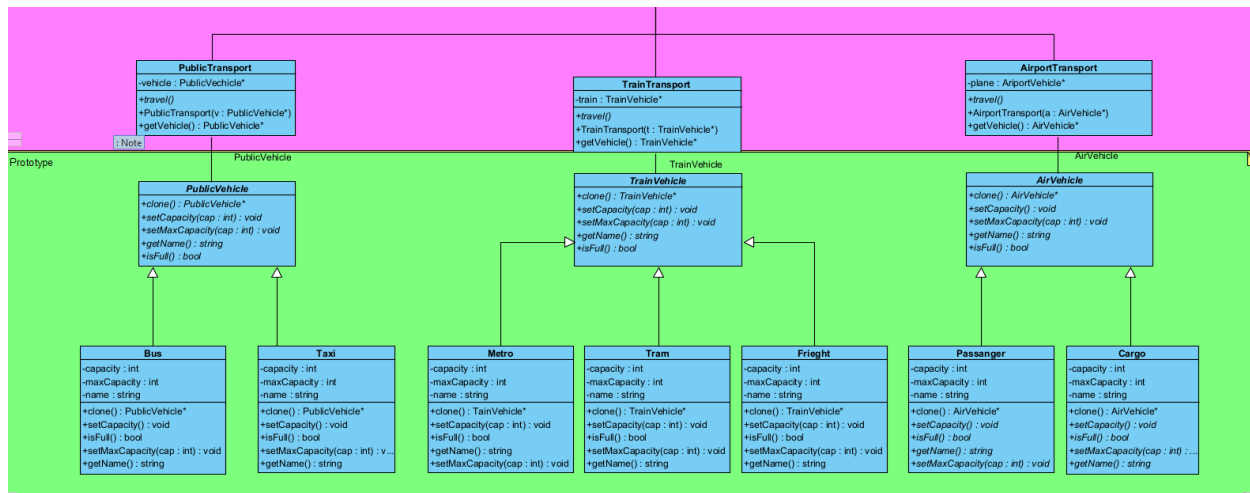 PublicTransport
-vehicle : PublicVechicle*
+travel()
+PublicTransport(v : PublicVehicle*)
+getVehicle() : PublicVehicle*
TrainTransport
-train : TrainVehicle*
+travel()
+TrainTransport(t : TrainVehicle*)
+getVehicle() : TrainVehicle*
AirportTransport
-plane : AriportVehicle*
+travel()
+AirportTransport(a : AirVehicle*)
+getVehicle() : AirVehicle*
: Note
Prototype
PublicVehicle
TrainVehicle
AirVehicle
PublicVehicle
+clone() : PublicVehicle*
+setCapacity(cap : int) : void
+setMaxCapacity(cap : int) : void
+getName() : string
+isFull() : bool
TrainVehicle
+clone() : TrainVehicle*
+setCapacity(cap : int) : void
+setMaxCapacity(cap : int) : void
+getName() : string
+isFull() : bool
AirVehicle
+clone() : AirVehicle*
+setCapacity() : void
+setMaxCapacity(cap : int) : void
+getName() : string
+isFull() : bool
Bus
-capacity : int
-maxCapacity : int
-name : string
+clone() : PublicVehicle*
+setCapacity() : void
+isFull() : bool
+setMaxCapacity(cap : int) : void
+getName() : string
Taxi
-capacity : int
-maxCapacity : int
-name : string
+clone() : PublicVehicle*
+setCapacity() : void
+isFull() : bool
+setMaxCapacity(cap : int) : v...
+getName() : string
Metro
-capacity : int
-maxCapacity : int
-name : string
+clone() : TainVehicle*
+setCapacity(cap : int) : void
+isFull() : bool
+getName() : string
+setMaxCapacity(cap : int) : void
Tram
-capacity : int
-maxCapacity : int
-name : string
+clone() : TrainVehicle*
+setCapacity(cap : int) : void
+isFull() : bool
+setMaxCapacity(cap : int) : void
+getName() : string
Frieght
-capacity : int
-maxCapacity : int
-name : string
+clone() : TrainVehicle*
+setCapacity(cap : int) : void
+isFull() : bool
+setMaxCapacity(cap : int) : void
+getName() : string
Passanger
-capacity : int
-maxCapacity : int
-name : string
+clone() : AirVehicle*
+setCapacity() : void
+isFull() : bool
+getName() : string
+setMaxCapacity(cap : int) : void
Cargo
-capacity : int
-maxCapacity : int
-name : string
+clone() : AirVehicle*
+setCapacity() : void
+isFull() : bool
+setMaxCapacity(cap : int) : ...
+getName() : string